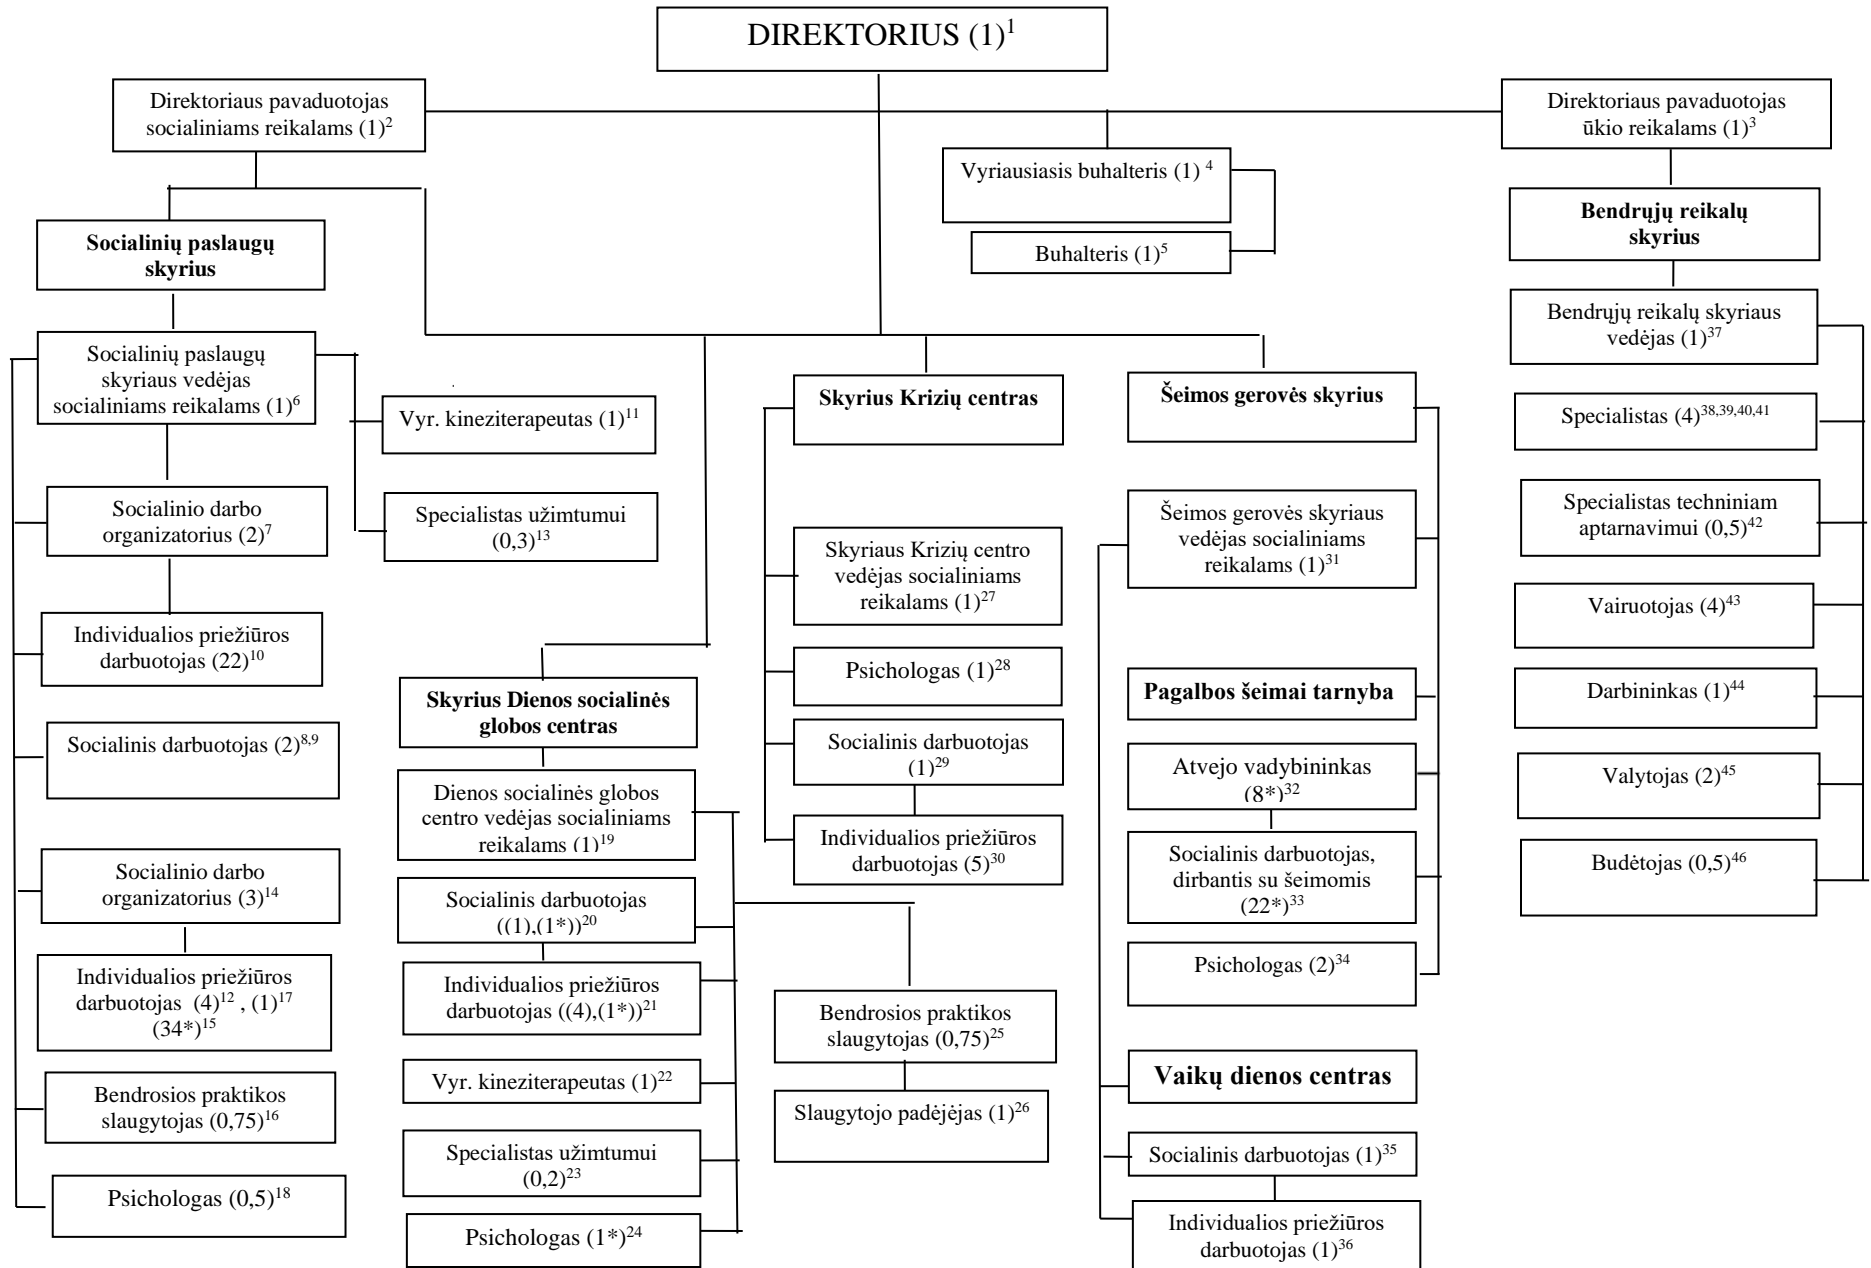 DIREKTORIUS (1)1
Direktoriaus pavaduotojas
socialiniams reikalams (1)2
Direktoriaus pavaduotojas
ūkio reikalams (1)3
Vyriausiasis buhalteris (1) 4
Buhalteris (1)5
Socialinių paslaugų
skyrius
Socialinių paslaugų
skyriaus vedėjas
socialiniams reikalams (1)6
Vyr. kineziterapeutas (1)11
Specialistas užimtumui
(0,3)13
Socialinio darbo
organizatorius (2)7
Individualios priežiūros
darbuotojas (22)10
Socialinis darbuotojas (2)8,9
Socialinio darbo
organizatorius (3)14
Individualios priežiūros
darbuotojas (4)12 , (1)17
(34*)15
Bendrosios praktikos
slaugytojas (0,75)16
Psichologas (0,5)18
Skyrius Dienos socialinės
globos centras
Dienos socialinės globos
centro vedėjas socialiniams
reikalams (1)19
Socialinis darbuotojas
((1),(1*))20
Individualios priežiūros
darbuotojas ((4),(1*))21
Vyr. kineziterapeutas (1)22
Specialistas užimtumui
(0,2)23
Psichologas (1*)24
Bendrosios praktikos
slaugytojas (0,75)25
Slaugytojo padėjėjas (1)26
Skyrius Krizių centras
Skyriaus Krizių centro
vedėjas socialiniams
reikalams (1)27
Psichologas (1)28
Socialinis darbuotojas
(1)29
Individualios priežiūros
darbuotojas (5)30
Šeimos gerovės skyrius
Šeimos gerovės skyriaus
vedėjas socialiniams
reikalams (1)31
Pagalbos šeimai tarnyba
Atvejo vadybininkas
(8*)32
Socialinis darbuotojas,
dirbantis su šeimomis
(22*)33
Psichologas (2)34
Vaikų dienos centras
Socialinis darbuotojas (1)35
Individualios priežiūros
darbuotojas (1)36
Bendrųjų reikalų
skyrius
Bendrųjų reikalų skyriaus
vedėjas (1)37
Specialistas (4)38,39,40,41
Specialistas techniniam
aptarnavimui (0,5)42
Vairuotojas (4)43
Darbininkas (1)44
Valytojas (2)45
Budėtojas (0,5)46